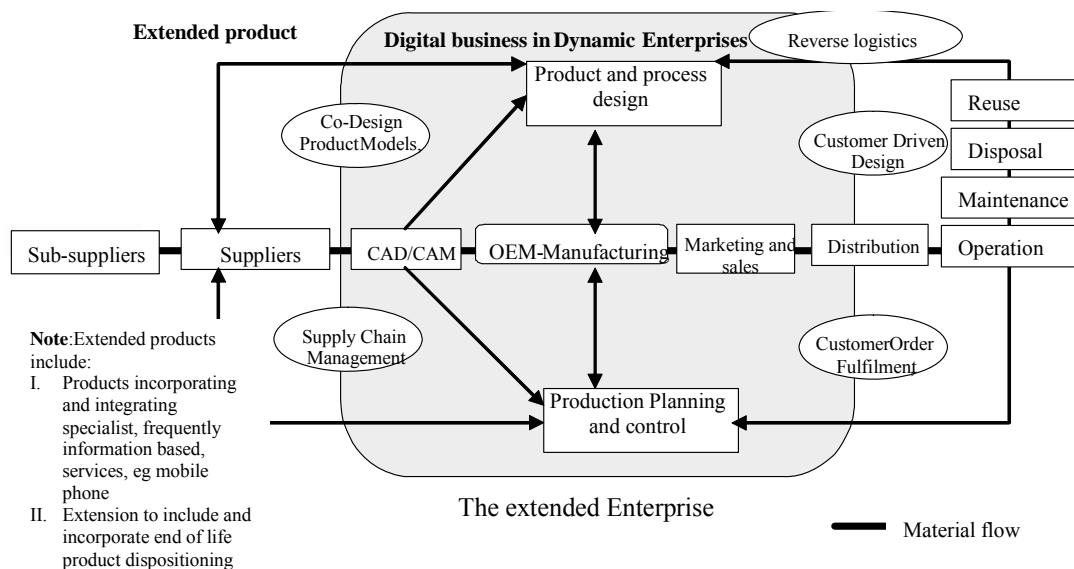 Extended product
Digital business in Dynamic Enterprises
Reverse logistics
Product and process
design
Reuse
Co-Design
ProductModels.
Customer Driven
Design
Disposal
Maintenance
Sub-suppliers
Suppliers
CAD/CAM
OEM-Manufacturing
Marketing and
sales
Distribution
Operation
Note:Extended products
include:
I. Products incorporating
and integrating
specialist, frequently
information based,
services, eg mobile
phone
II. Extension to include and
incorporate end of life
product dispositioning
Supply Chain
Management
CustomerOrder
Fulfilment
Production Planning
and control
The extended Enterprise
Material flow